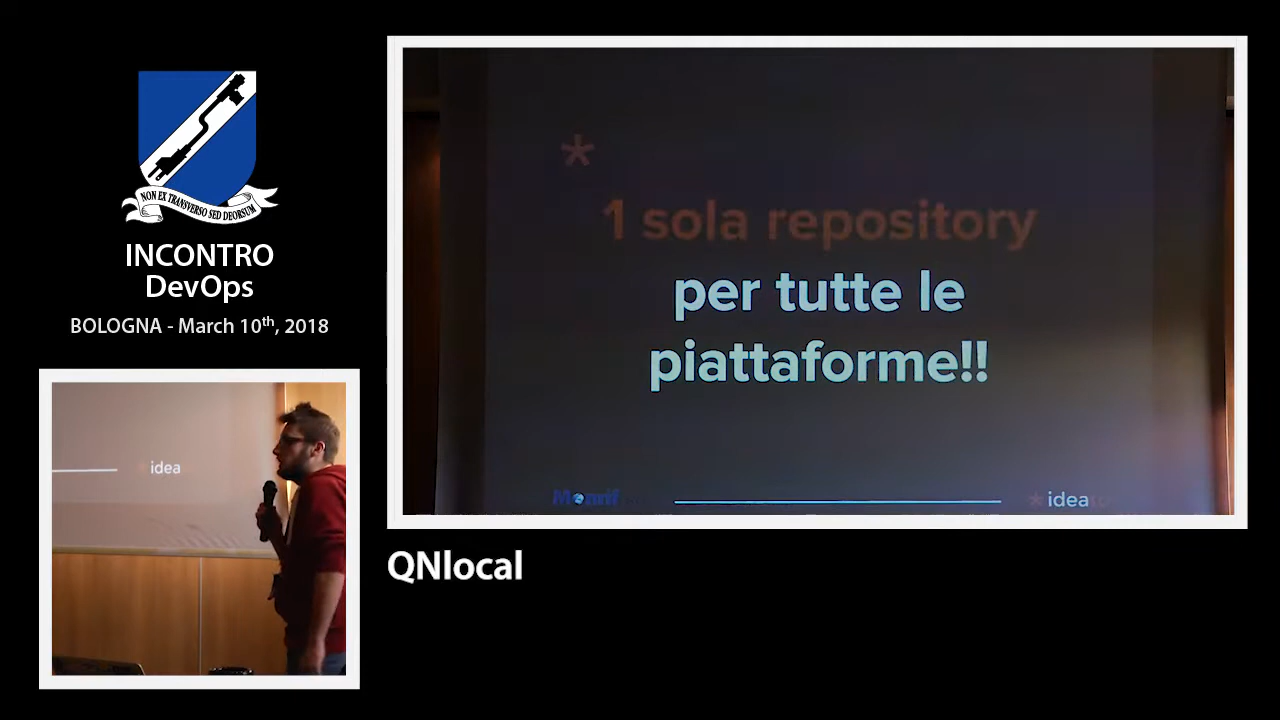 NON EX TRANSVERSO SED DEORSUM
INCONTRO
DevOps
BOLOGNA - March 10th, 2018
* idea
*
1 sola repository
per tutte le
piattaforme!!
Monrif
* idea
QNlocal